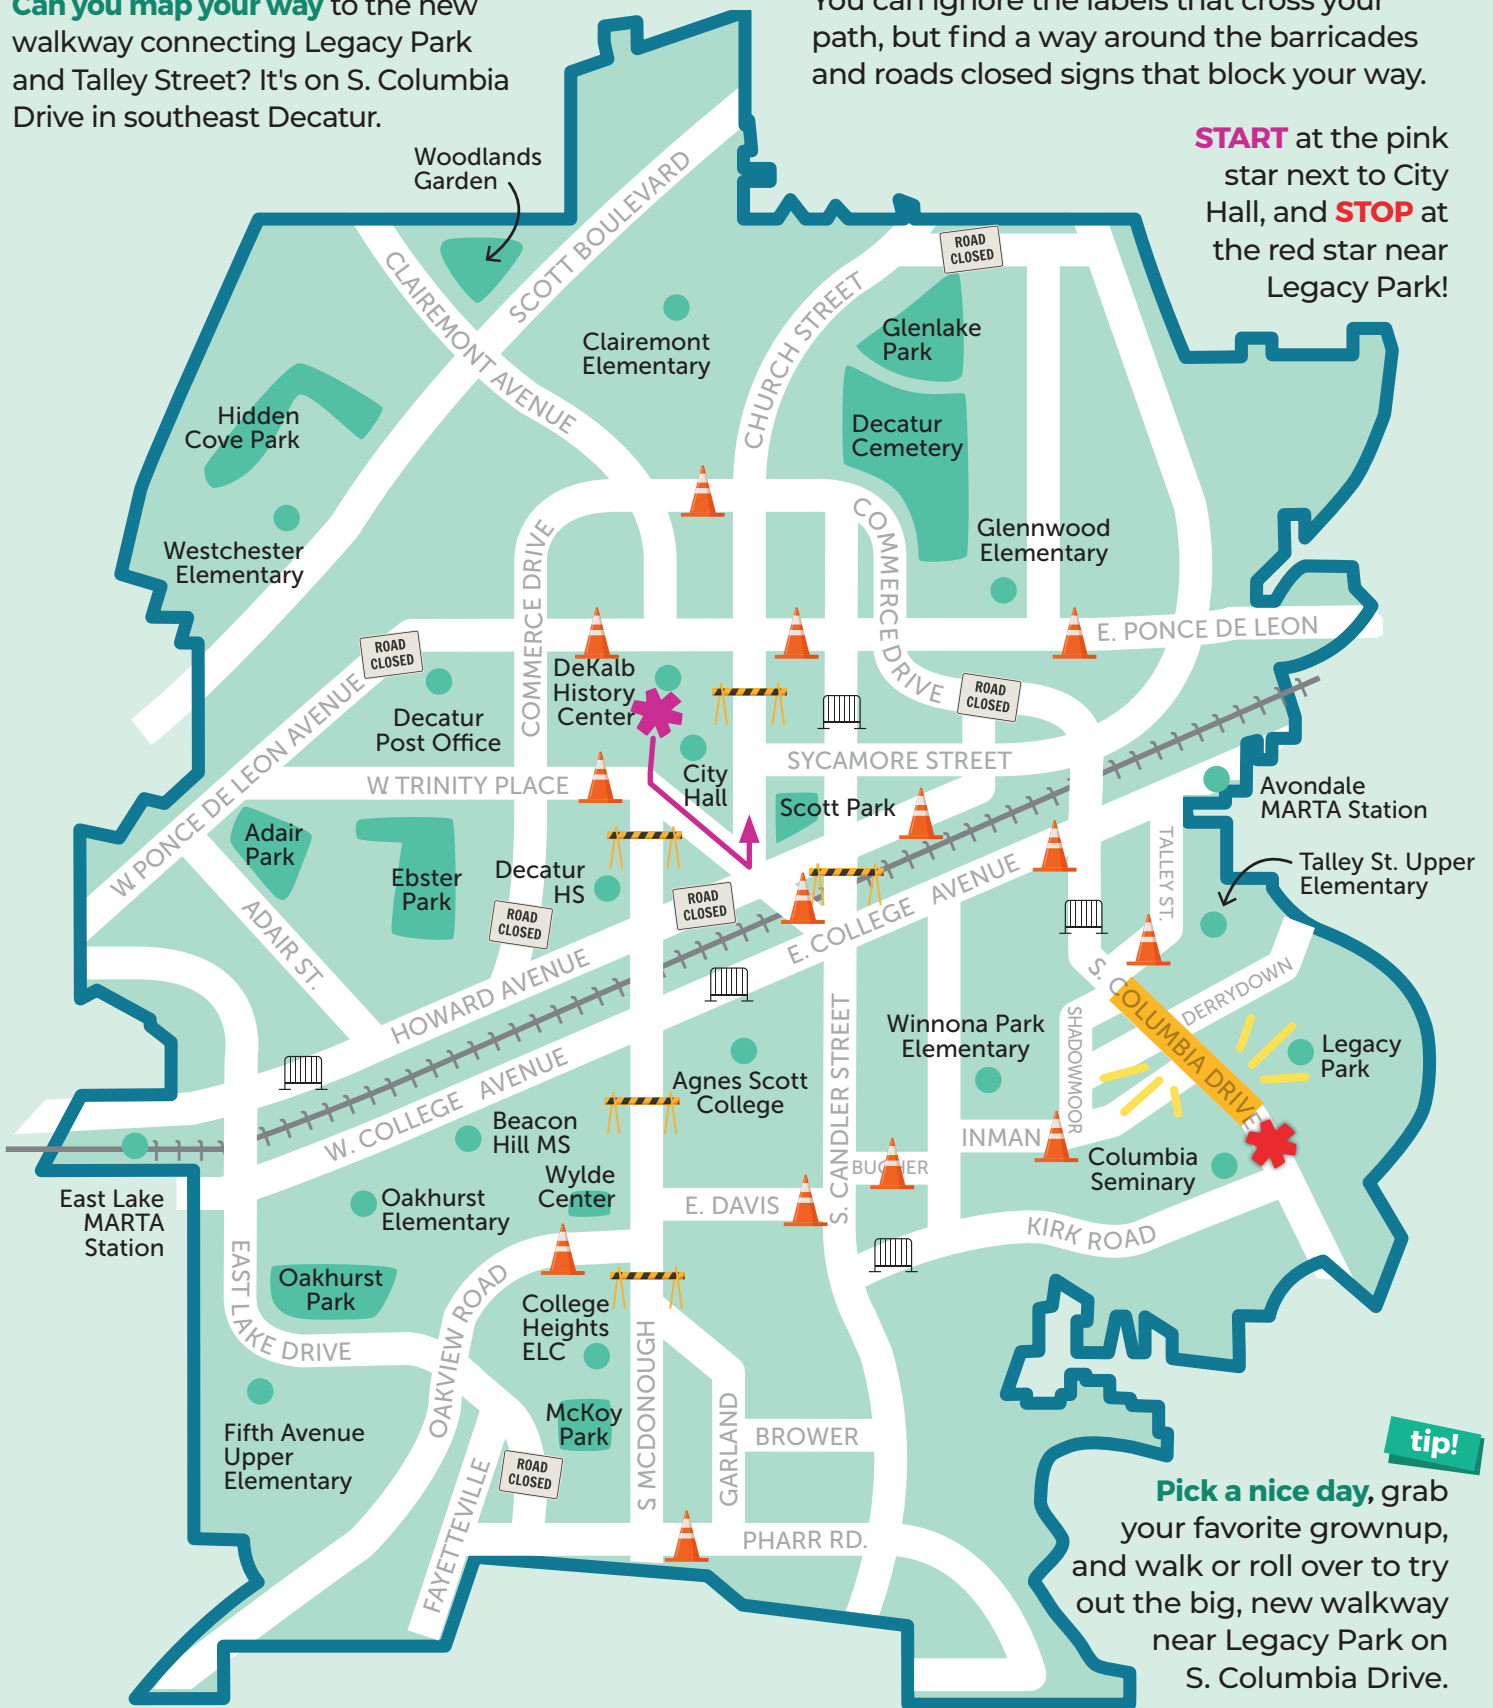 Can you map your way to the new
walkway connecting Legacy Park
and Talley Street? It's on S. Columbia
Drive in southeast Decatur.
You can ignore the labels that cross your
path, but find a way around the barricades
and roads closed signs that block your way.
START at the pink
star next to City
Hall, and STOP at
the red star near
Legacy Park!
Woodlands
Garden
SCOTT BOULEVARD
CLAIREMONT AVENUE
ROAD
CLOSED
CHURCH STREET
Clairemont
Elementary
Glenlake
Park
Hidden
Cove Park
Decatur
Cemetery
COMMERCE DRIVE
COMMERCE DRIVE
Glennwood
Elementary
Westchester
Elementary
E. PONCE DE LEON
ROAD
CLOSED
DeKalb
History
Center
Decatur
Post Office
ROAD
CLOSED
W. PONCE DE LEON AVENUE
W. TRINITY PLACE
City
Hall
SYCAMORE STREET
Scott Park
Avondale
MARTA Station
Adair
Park
Ebster
Park
Decatur
HS
ROAD
CLOSED
ROAD
CLOSED
TALLEY ST.
Talley St. Upper
Elementary
ADAIR ST.
HOWARD AVENUE
E. COLLEGE AVENUE
S. COLUMBIA DRIVE
DERRYDOWN
SHADOWMOOR
Legacy
Park
Winnona Park
Elementary
S. CANDLER STREET
Agnes Scott
College
W. COLLEGE AVENUE
Beacon
Hill MS
INMAN
BUCHER
Columbia
Seminary
Wylde
Center
E. DAVIS
East Lake
MARTA
Station
Oakhurst
Elementary
KIRK ROAD
EAST LAKE DRIVE
Oakhurst
Park
OAKVIEW ROAD
College
Heights
ELC
S MCDONOUGH
GARLAND
BROWER
McKoy
Park
Fifth Avenue
Upper
Elementary
FAYETTEVILLE
ROAD
CLOSED
PHARR RD.
tip!
Pick a nice day, grab
your favorite grownup,
and walk or roll over to try
out the big, new walkway
near Legacy Park on
S. Columbia Drive.